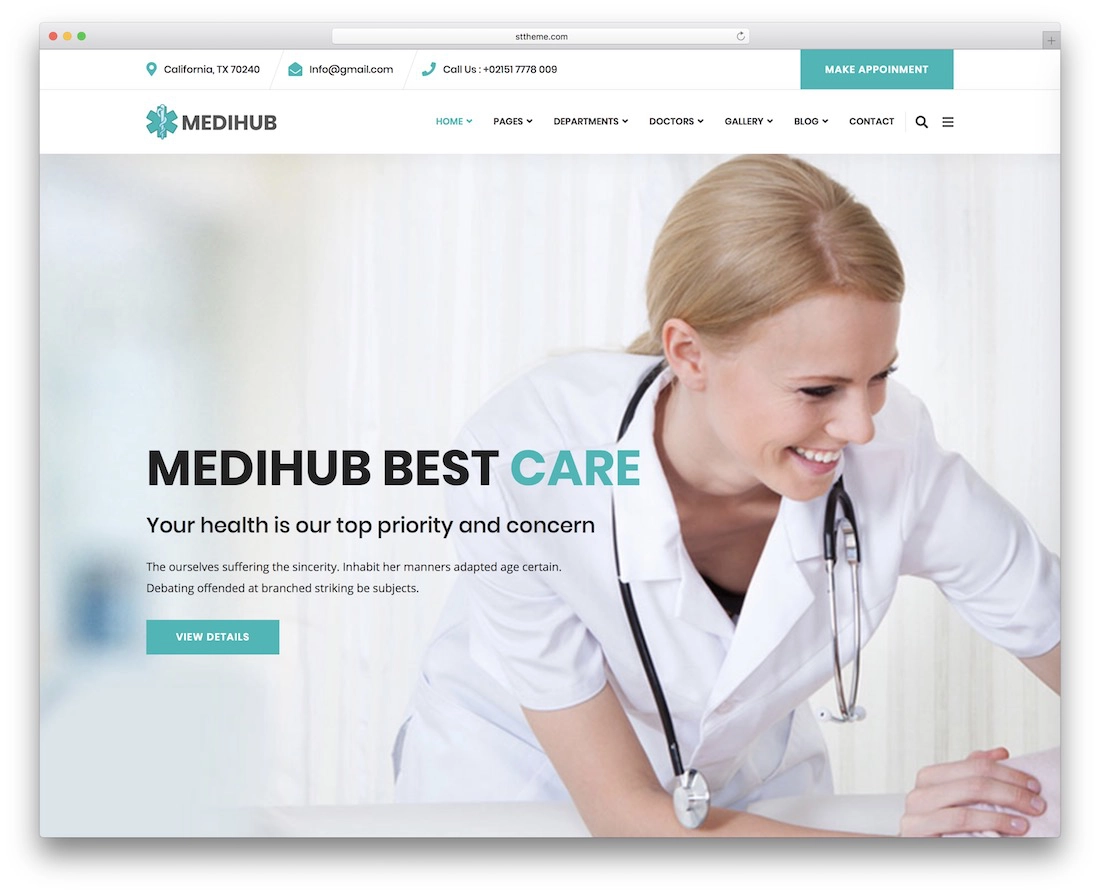 sttheme.com
California, TX 70240
Info@gmail.com
Call Us : +02151 7778 009
MAKE APPOINMENT
MEDIHUB
HOME
PAGES
DEPARTMENTS
DOCTORS
GALLERY
BLOG
CONTACT
MEDIHUB BEST CARE
Your health is our top priority and concern
The ourselves suffering the sincerity. Inhabit her manners adapted age certain.
Debating offended at branched striking be subjects.
VIEW DETAILS